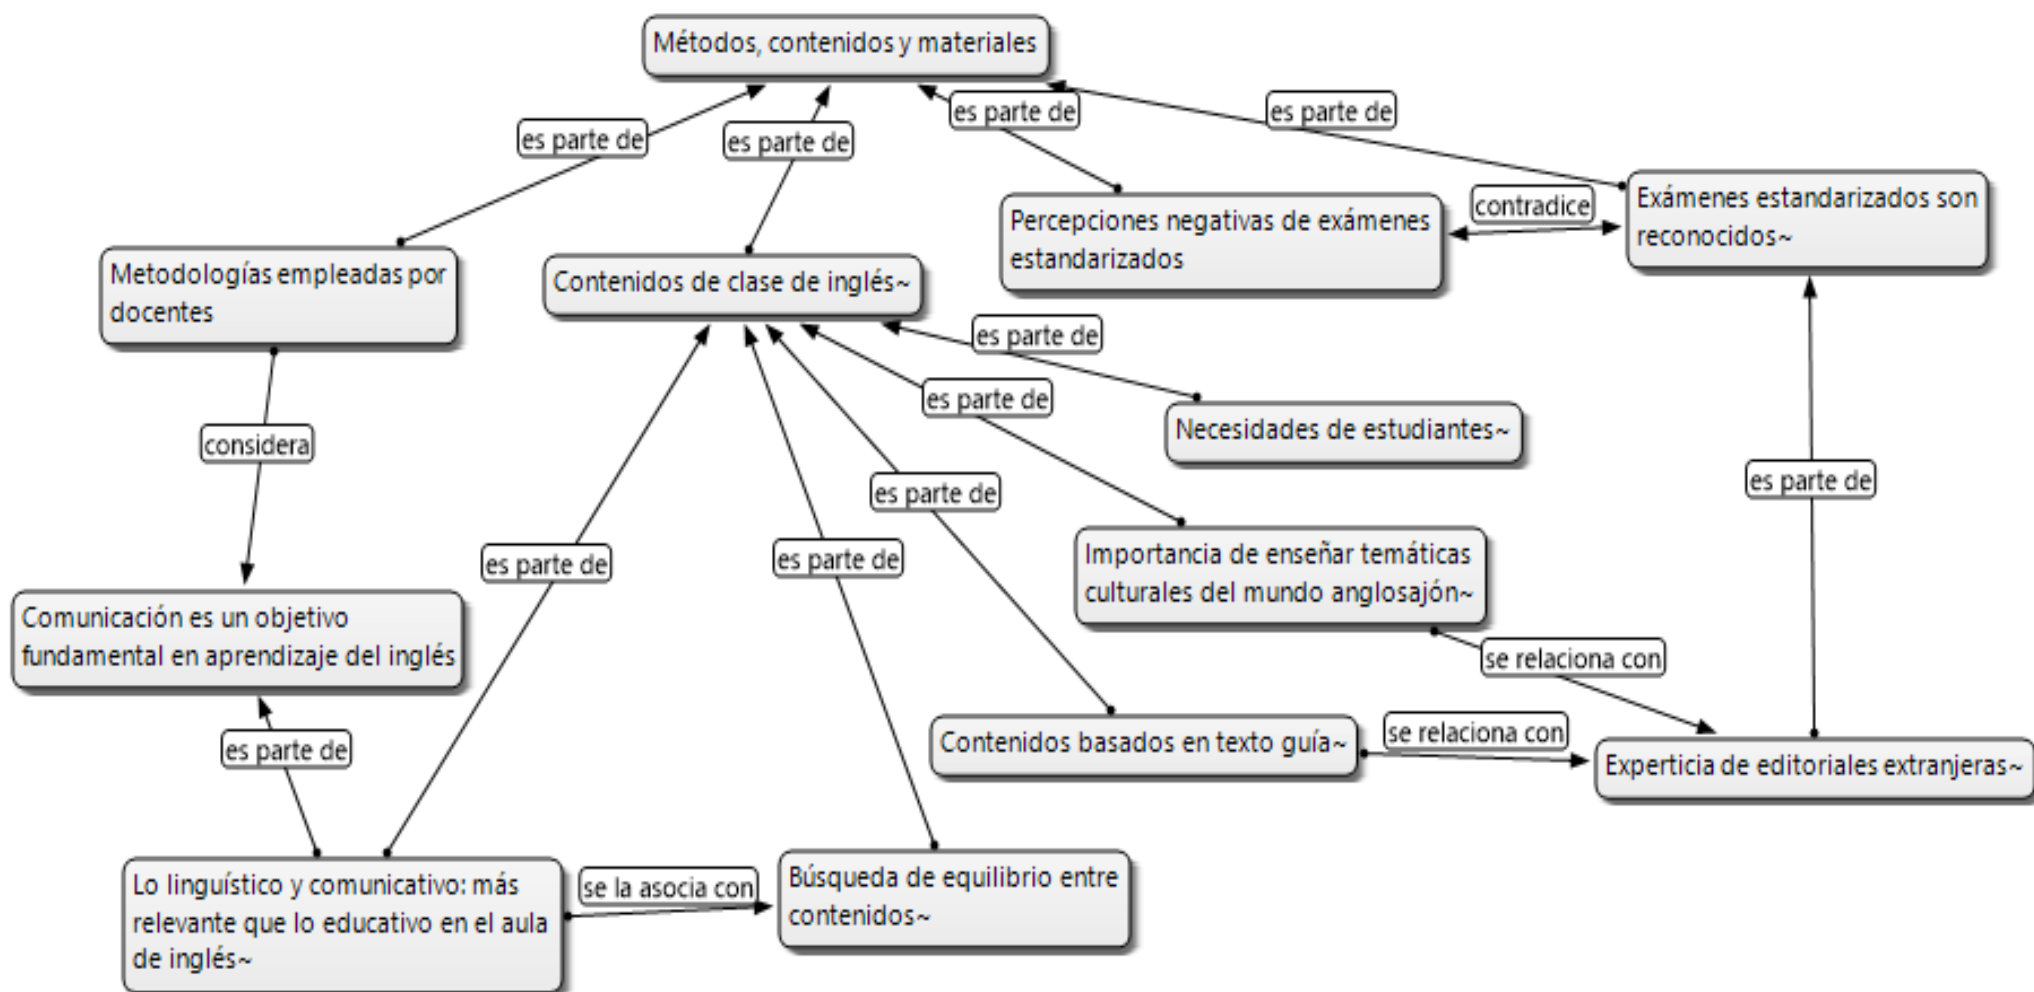 Métodos, contenidos y materiales
es parte de
es parte de
es parte de
es parte de
Metodologías empleadas por
docentes
Contenidos de clase de inglés~
Percepciones negativas de exámenes
estandarizados
contradice
Exámenes estandarizados son
reconocidos~
considera
es parte de
es parte de
es parte de
es parte de
es parte de
es parte de
Necesidades de estudiantes~
Importancia de enseñar temáticas
culturales del mundo anglosajón~
Comunicación es un objetivo
fundamental en aprendizaje del inglés
se relaciona con
es parte de
Contenidos basados en texto guía~
se relaciona con
Experticia de editoriales extranjeras~
Lo linguístico y comunicativo: más
relevante que lo educativo en el aula
de inglés~
se la asocia con
Búsqueda de equilibrio entre
contenidos~